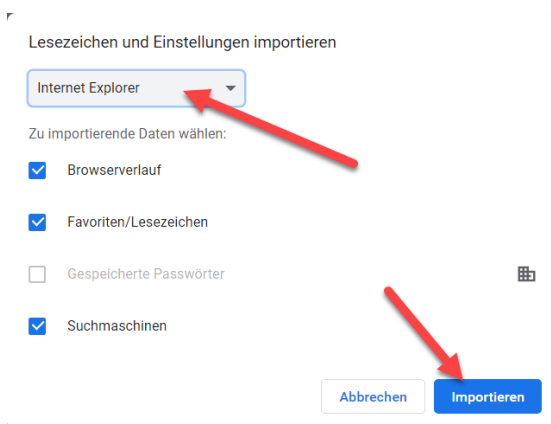 Lesezeichen und Einstellungen importieren
Internet Explorer
Zu importierende Daten wählen:
Browserverlauf
Favoriten/Lesezeichen
Gespeicherte Passwörter
Suchmaschinen
Abbrechen Importieren